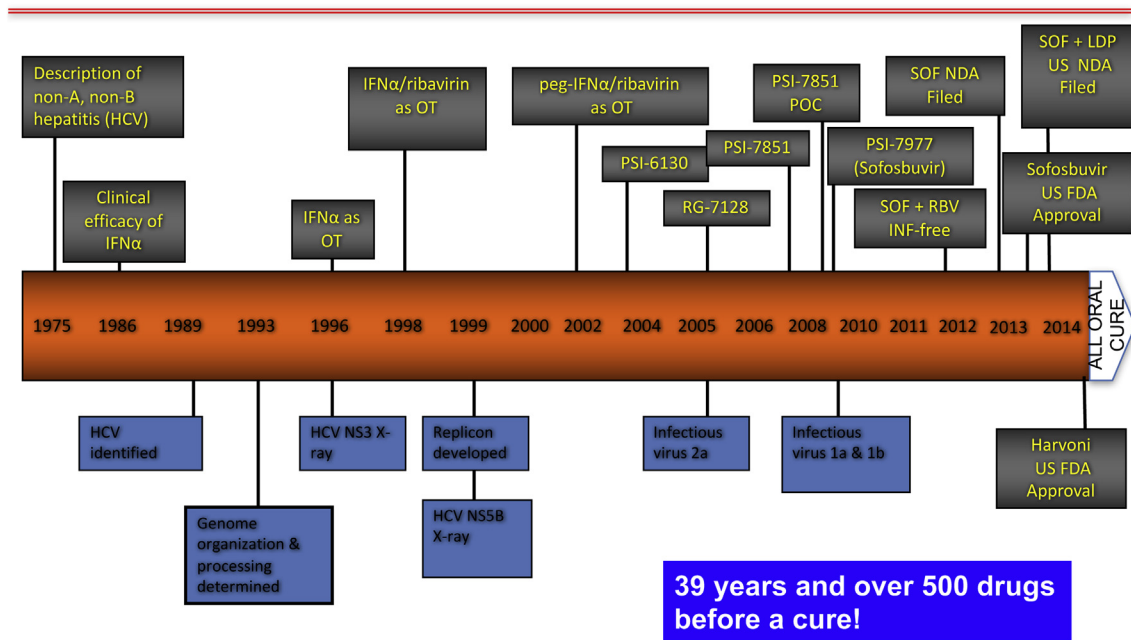 Description of
non-A, non-B
hepatitis (HCV)
Clinical
efficacy of
IFNα
IFNα as
OT
IFNα/ribavirin
as OT
peg-IFNα/ribavirin
as OT
PSI-6130
RG-7128
PSI-7851
PSI-7851
POC
PSI-7977
(Sofosbuvir)
SOF + RBV
INF-free
SOF NDA
Filed
SOF + LDP
US NDA
Filed
Sofosbuvir
US FDA
Approval
1975 1986 1989 1993 1996 1998 1999 2000 2002 2004 2005 2006 2008 2010 2011 2012 2013 2014
ALL ORAL
CURE
HCV
identified
Genome
organization &
processing
determined
HCV NS3 X-
ray
Replicon
developed
HCV NS5B
X-ray
Infectious
virus 2a
Infectious
virus 1a & 1b
Harvoni
US FDA
Approval
39 years and over 500 drugs
before a cure!